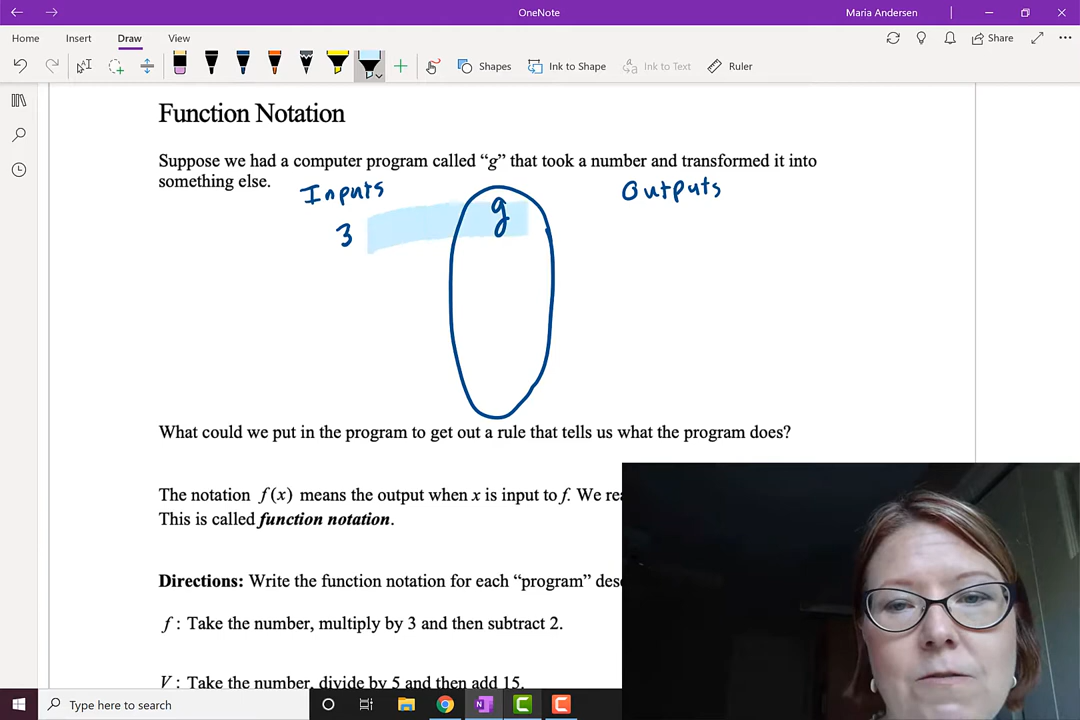 OneNote
Maria Andersen
Home Insert Draw View
Share
Shapes Ink to Shape Ink to Text Ruler
Function Notation
Suppose we had a computer program called “g” that took a number and transformed it into
something else.
Inputs Outputs
g
3
What could we put in the program to get out a rule that tells us what the program does?
The notation f(x) means the output when x is input to f. We
This is called function notation.
Directions: Write the function notation for each “program”
f : Take the number, multiply by 3 and then subtract 2.
V : Take the number, divide by 5 and then add 15.
Type here to search